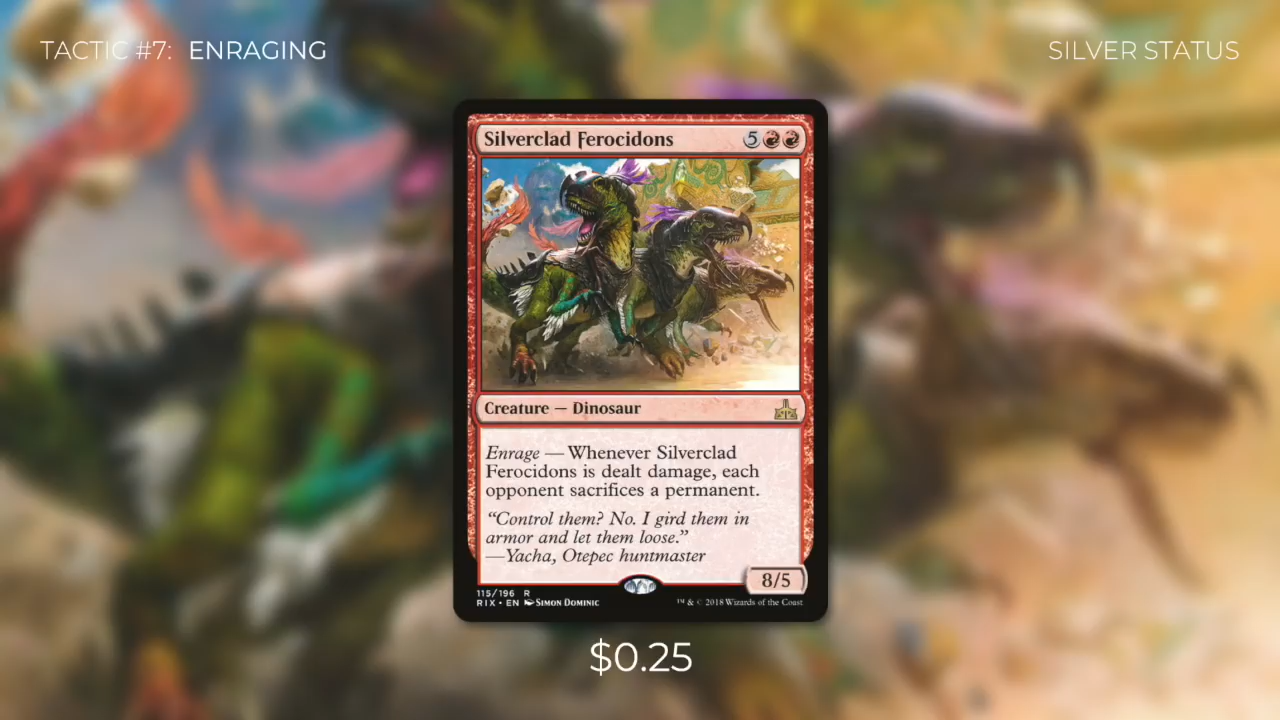 TACTIC #7: ENRAGING
SILVER STATUS
Silverclad Ferocidons 5
Creature — Dinosaur
Enrage — Whenever Silverclad
Ferocidons is dealt damage, each
opponent sacrifices a permanent.
"Control them? No. I gird them in
armor and let them loose."
—Yacha, Otepec huntmaster
8/5
115/196 R
RIX • EN SIMON DOMINIC
™ & © 2018 Wizards of the Coast
$0.25